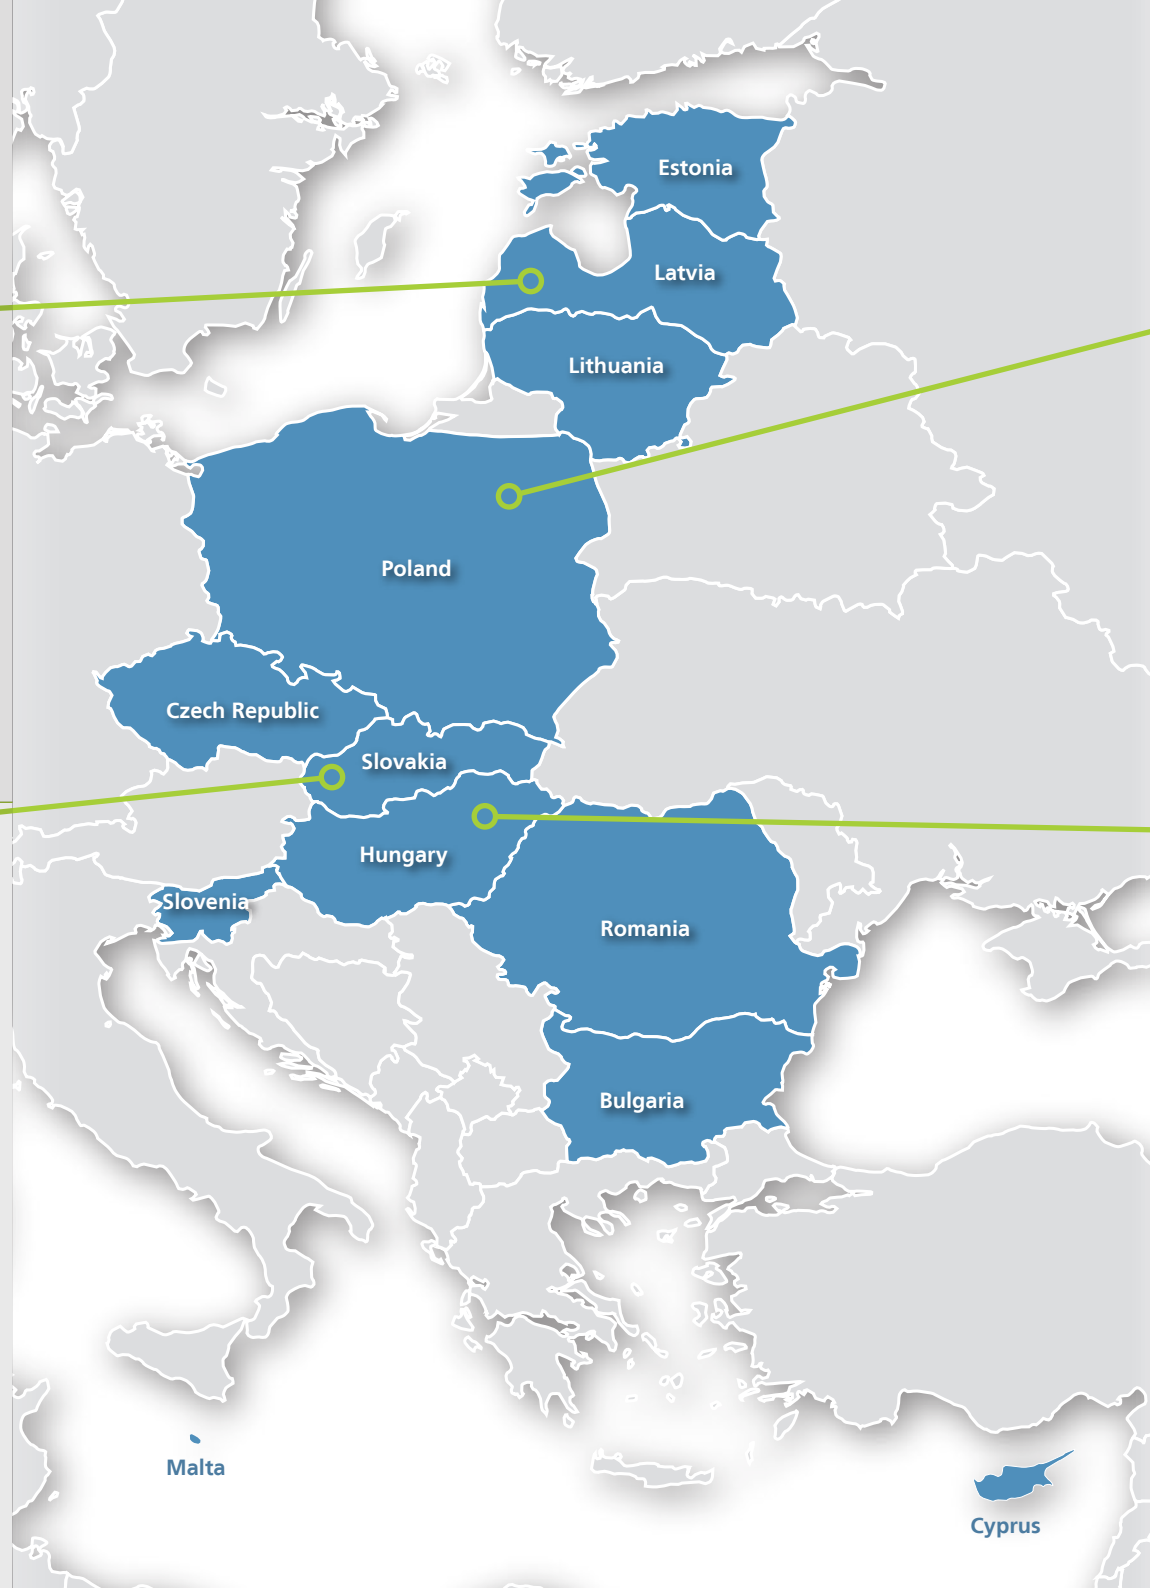 Estonia
Latvia
Lithuania
Poland
Czech Republic
Slovakia
Hungary
Slovenia
Romania
Bulgaria
Malta
Cyprus